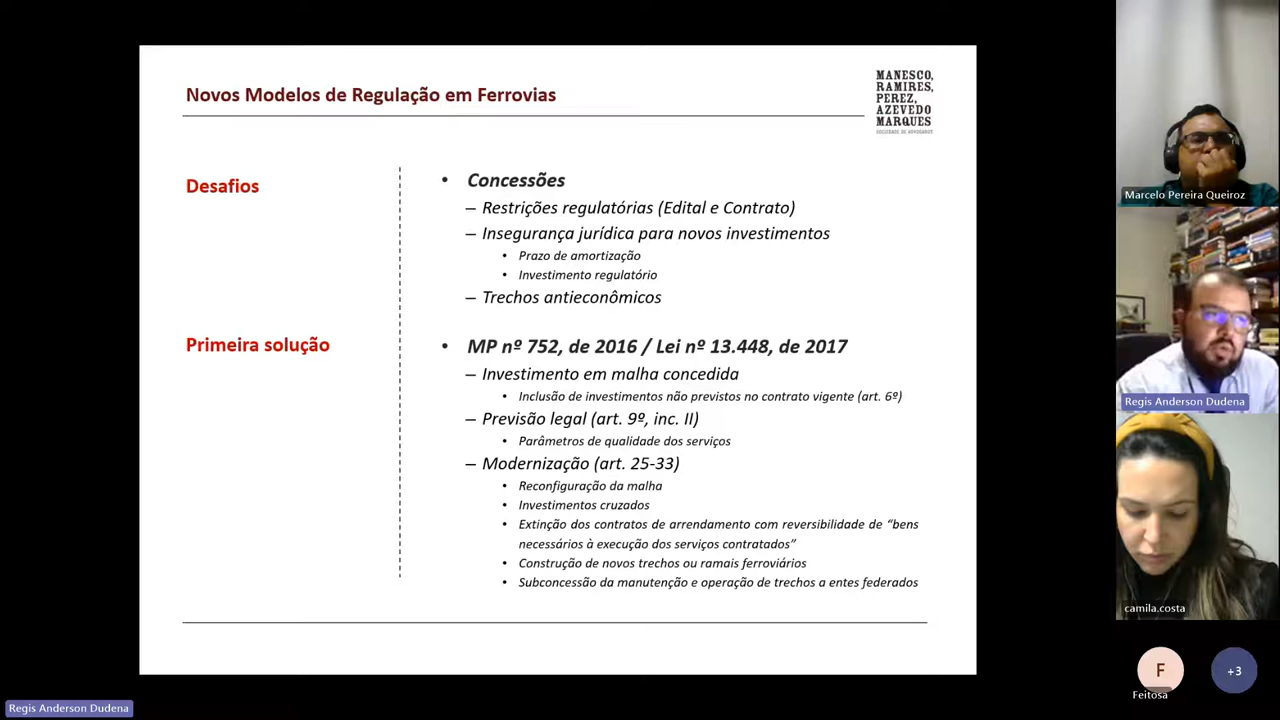 Novos Modelos de Regulação em Ferrovias
MANESCO,
RAMIRES,
PEREZ,
AZEVEDO
MARQUES
SOCIEDADE DE ADVOGADOS
Desafios
• Concessões
– Restrições regulatórias (Edital e Contrato)
– Insegurança jurídica para novos investimentos
• Prazo de amortização
• Investimento regulatório
– Trechos antieconômicos
Primeira solução
• MP nº 752, de 2016 / Lei nº 13.448, de 2017
– Investimento em malha concedida
• Inclusão de investimentos não previstos no contrato vigente (art. 6º)
– Previsão legal (art. 9º, inc. II)
• Parâmetros de qualidade dos serviços
– Modernização (art. 25-33)
• Reconfiguração da malha
• Investimentos cruzados
• Extinção dos contratos de arrendamento com reversibilidade de “bens
necessários à execução dos serviços contratados”
• Construção de novos trechos ou ramais ferroviários
• Subconcessão da manutenção e operação de trechos a entes federados
Marcelo Pereira Queiroz
Regis Anderson Dudena
camila.costa
F
Feitosa
+3
Regis Anderson Dudena